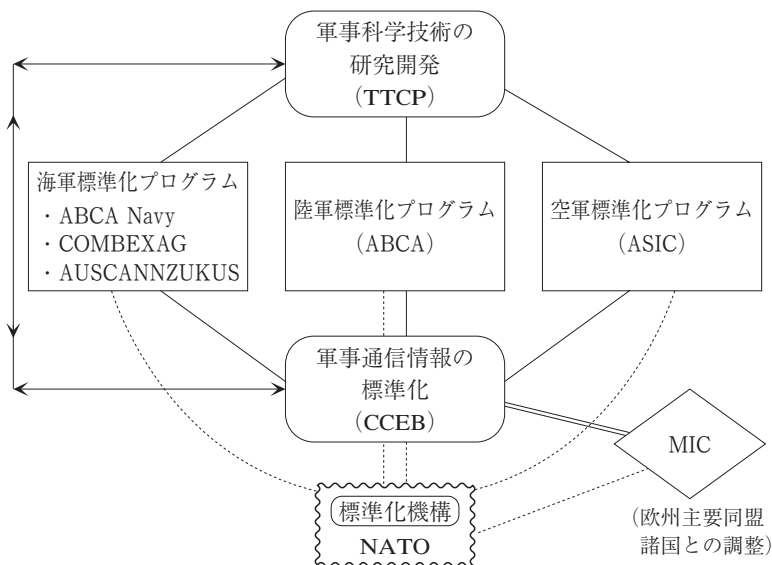 軍事科学技術の
研究開発
（TTCP）
海軍標準化プログラム
・ABCA Navy
・COMBEXAG
・AUSCANNZUKUS
陸軍標準化プログラム
（ABCA）
空軍標準化プログラム
（ASIC）
軍事通信情報の
標準化
（CCEB）
MIC
（欧州主要同盟
諸国との調整）
標準化機構
NATO